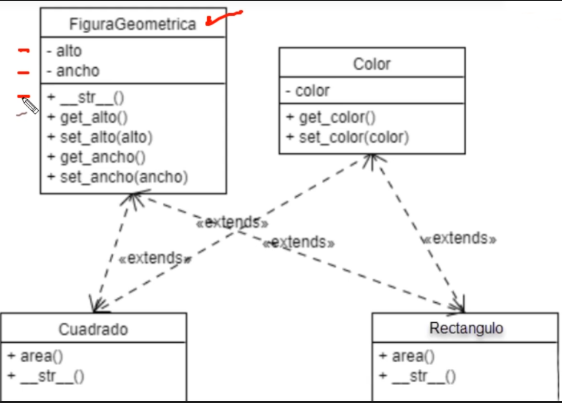 FiguraGeometrica
- alto
- ancho
+ __str__()
+ get_alto()
+ set_alto(alto)
+ get_ancho()
+ set_ancho(ancho)
Color
- color
+ get_color()
+ set_color(color)
«extends»
«extends»
«extends»
«extends»
Cuadrado
+ area()
+ __str__()
Rectangulo
+ area()
+ __str__()